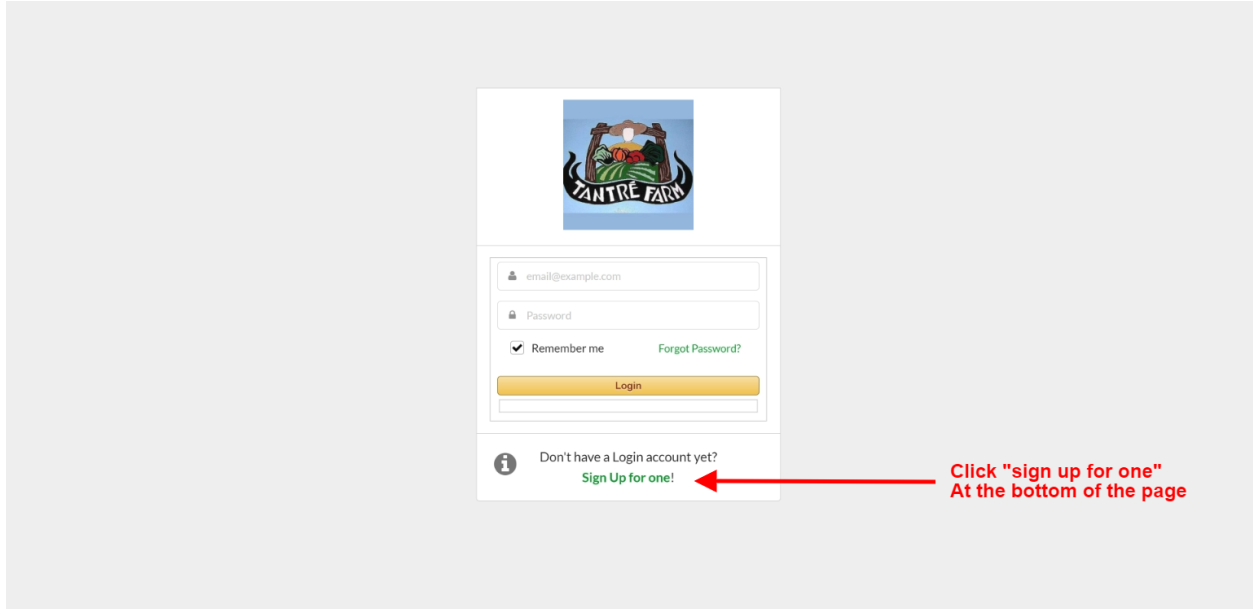 TANTRÉ FARM
email@example.com
Password
Remember me
Forgot Password?
Login
Don't have a Login account yet?
Sign Up for one!
Click "sign up for one"
At the bottom of the page